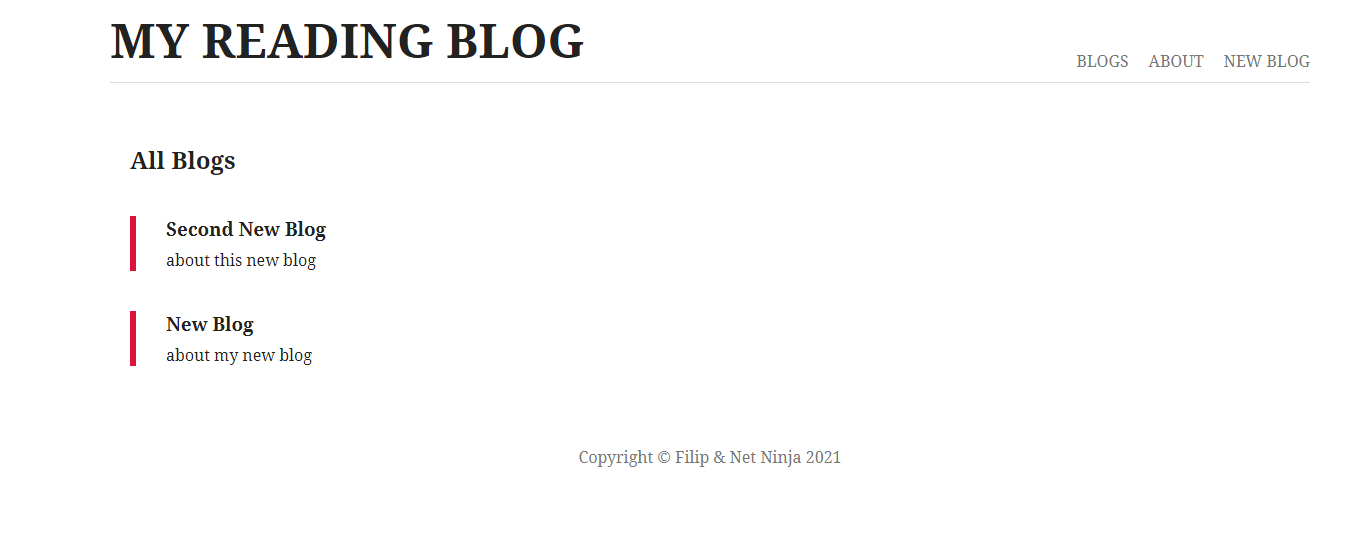 MY READING BLOG
BLOGS ABOUT NEW BLOG
All Blogs
Second New Blog
about this new blog
New Blog
about my new blog
Copyright © Filip & Net Ninja 2021